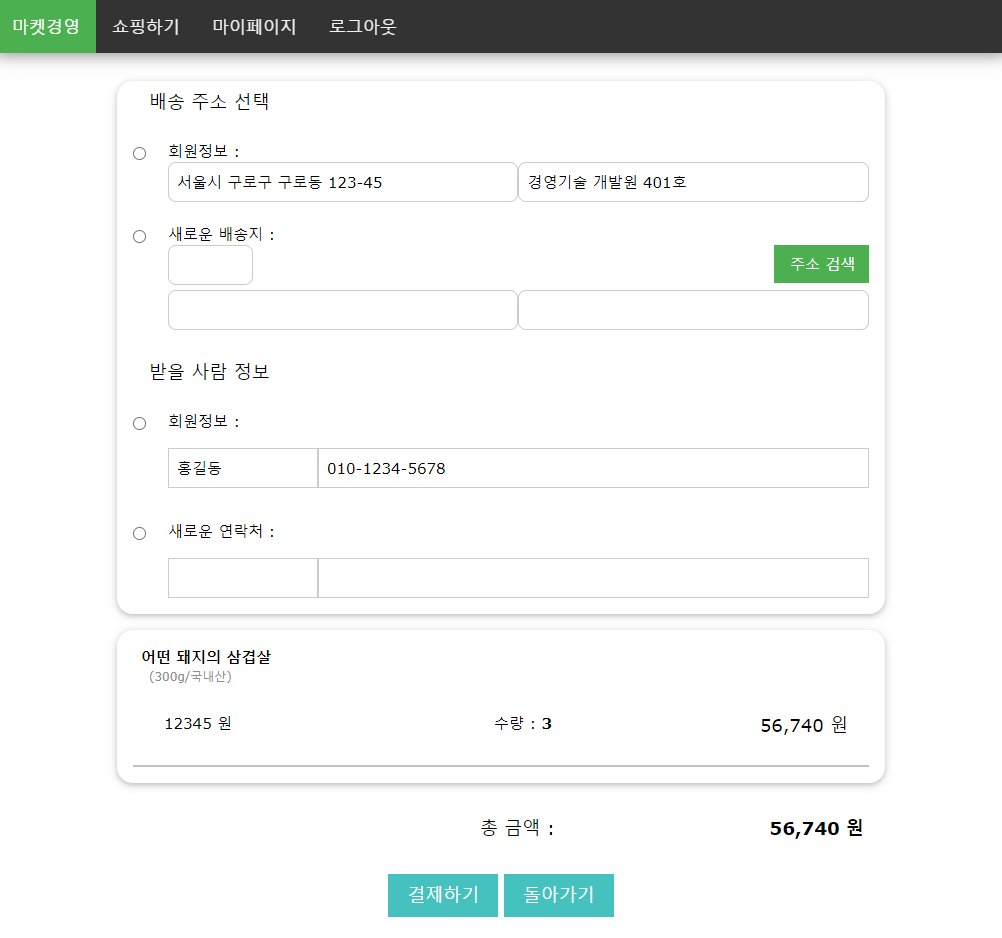 마켓경영 쇼핑하기 마이페이지 로그아웃
배송 주소 선택
회원정보 :
서울시 구로구 구로동 123-45 경영기술 개발원 401호
새로운 배송지 :
주소 검색
받을 사람 정보
회원정보 :
홍길동 010-1234-5678
새로운 연락처 :
어떤 돼지의 삼겹살
(300g/국내산)
12345 원 수량 : 3 56,740 원
총 금액 : 56,740 원
결제하기 돌아가기